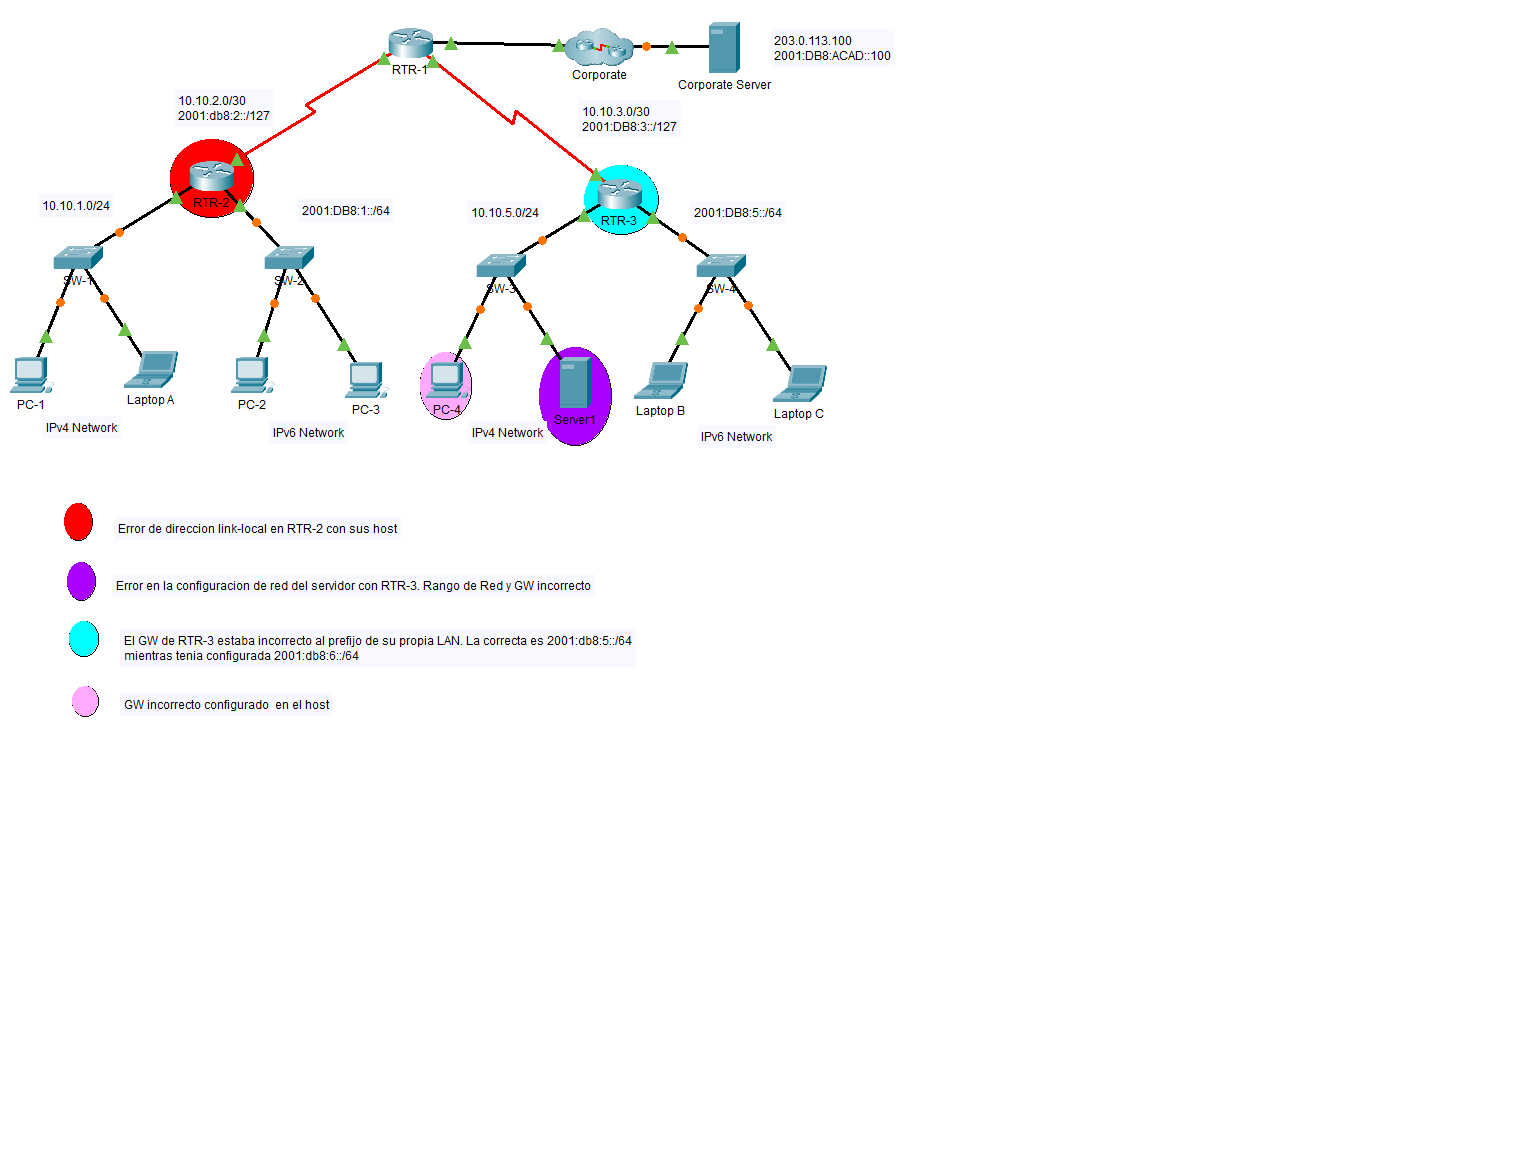 203.0.113.100
2001:DB8:ACAD::100
RTR-1
Corporate
Corporate Server
10.10.2.0/30
2001:db8:2::/127
10.10.3.0/30
2001:DB8:3::/127
RTR-2
RTR-3
10.10.1.0/24
2001:DB8:1::/64
10.10.5.0/24
2001:DB8:5::/64
SW-1
SW-2
SW-3
SW-4
PC-1
Laptop A
PC-2
PC-3
PC-4
Server1
Laptop B
Laptop C
IPv4 Network
IPv6 Network
IPv4 Network
IPv6 Network
Error de direccion link-local en RTR-2 con sus host
Error en la configuracion de red del servidor con RTR-3. Rango de Red y GW incorrecto
El GW de RTR-3 estaba incorrecto al prefijo de su propia LAN. La correcta es 2001:db8:5::/64
mientras tenia configurada 2001:db8:6::/64
GW incorrecto configurado en el host